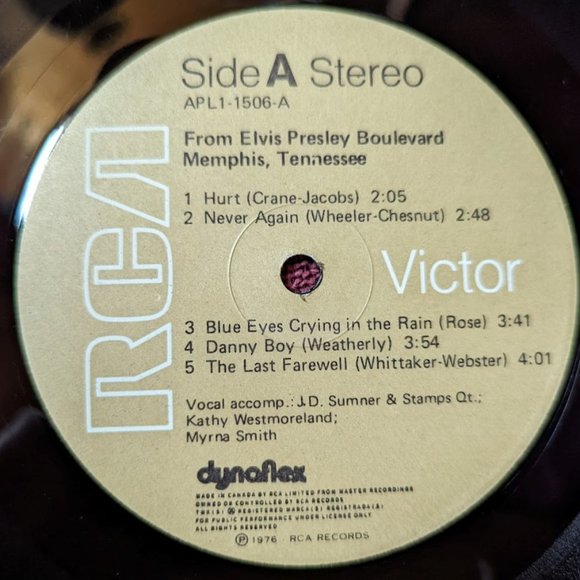 Side A Stereo
APL1-1506-A
From Elvis Presley Boulevard
Memphis, Tennessee
1 Hurt (Crane-Jacobs) 2:05
2 Never Again (Wheeler-Chesnut) 2:48
RCA
Victor
3 Blue Eyes Crying in the Rain (Rose) 3:41
4 Danny Boy (Weatherly) 3:54
5 The Last Farewell (Whittaker-Webster) 4:01
Vocal accomp.: J.D. Sumner & Stamps Qt.;
Kathy Westmoreland;
Myrna Smith
dynaflex
MADE IN CANADA BY RCA LIMITED FROM MASTER RECORDINGS
OWNED OR CONTROLLED BY RCA RECORDS
TMK(S) ® REGISTERED MARCA(S) REGISTRADA(S)
FOR PUBLIC PERFORMANCE UNDER LICENSE ONLY
ALL RIGHTS RESERVED
℗ 1976 - RCA RECORDS